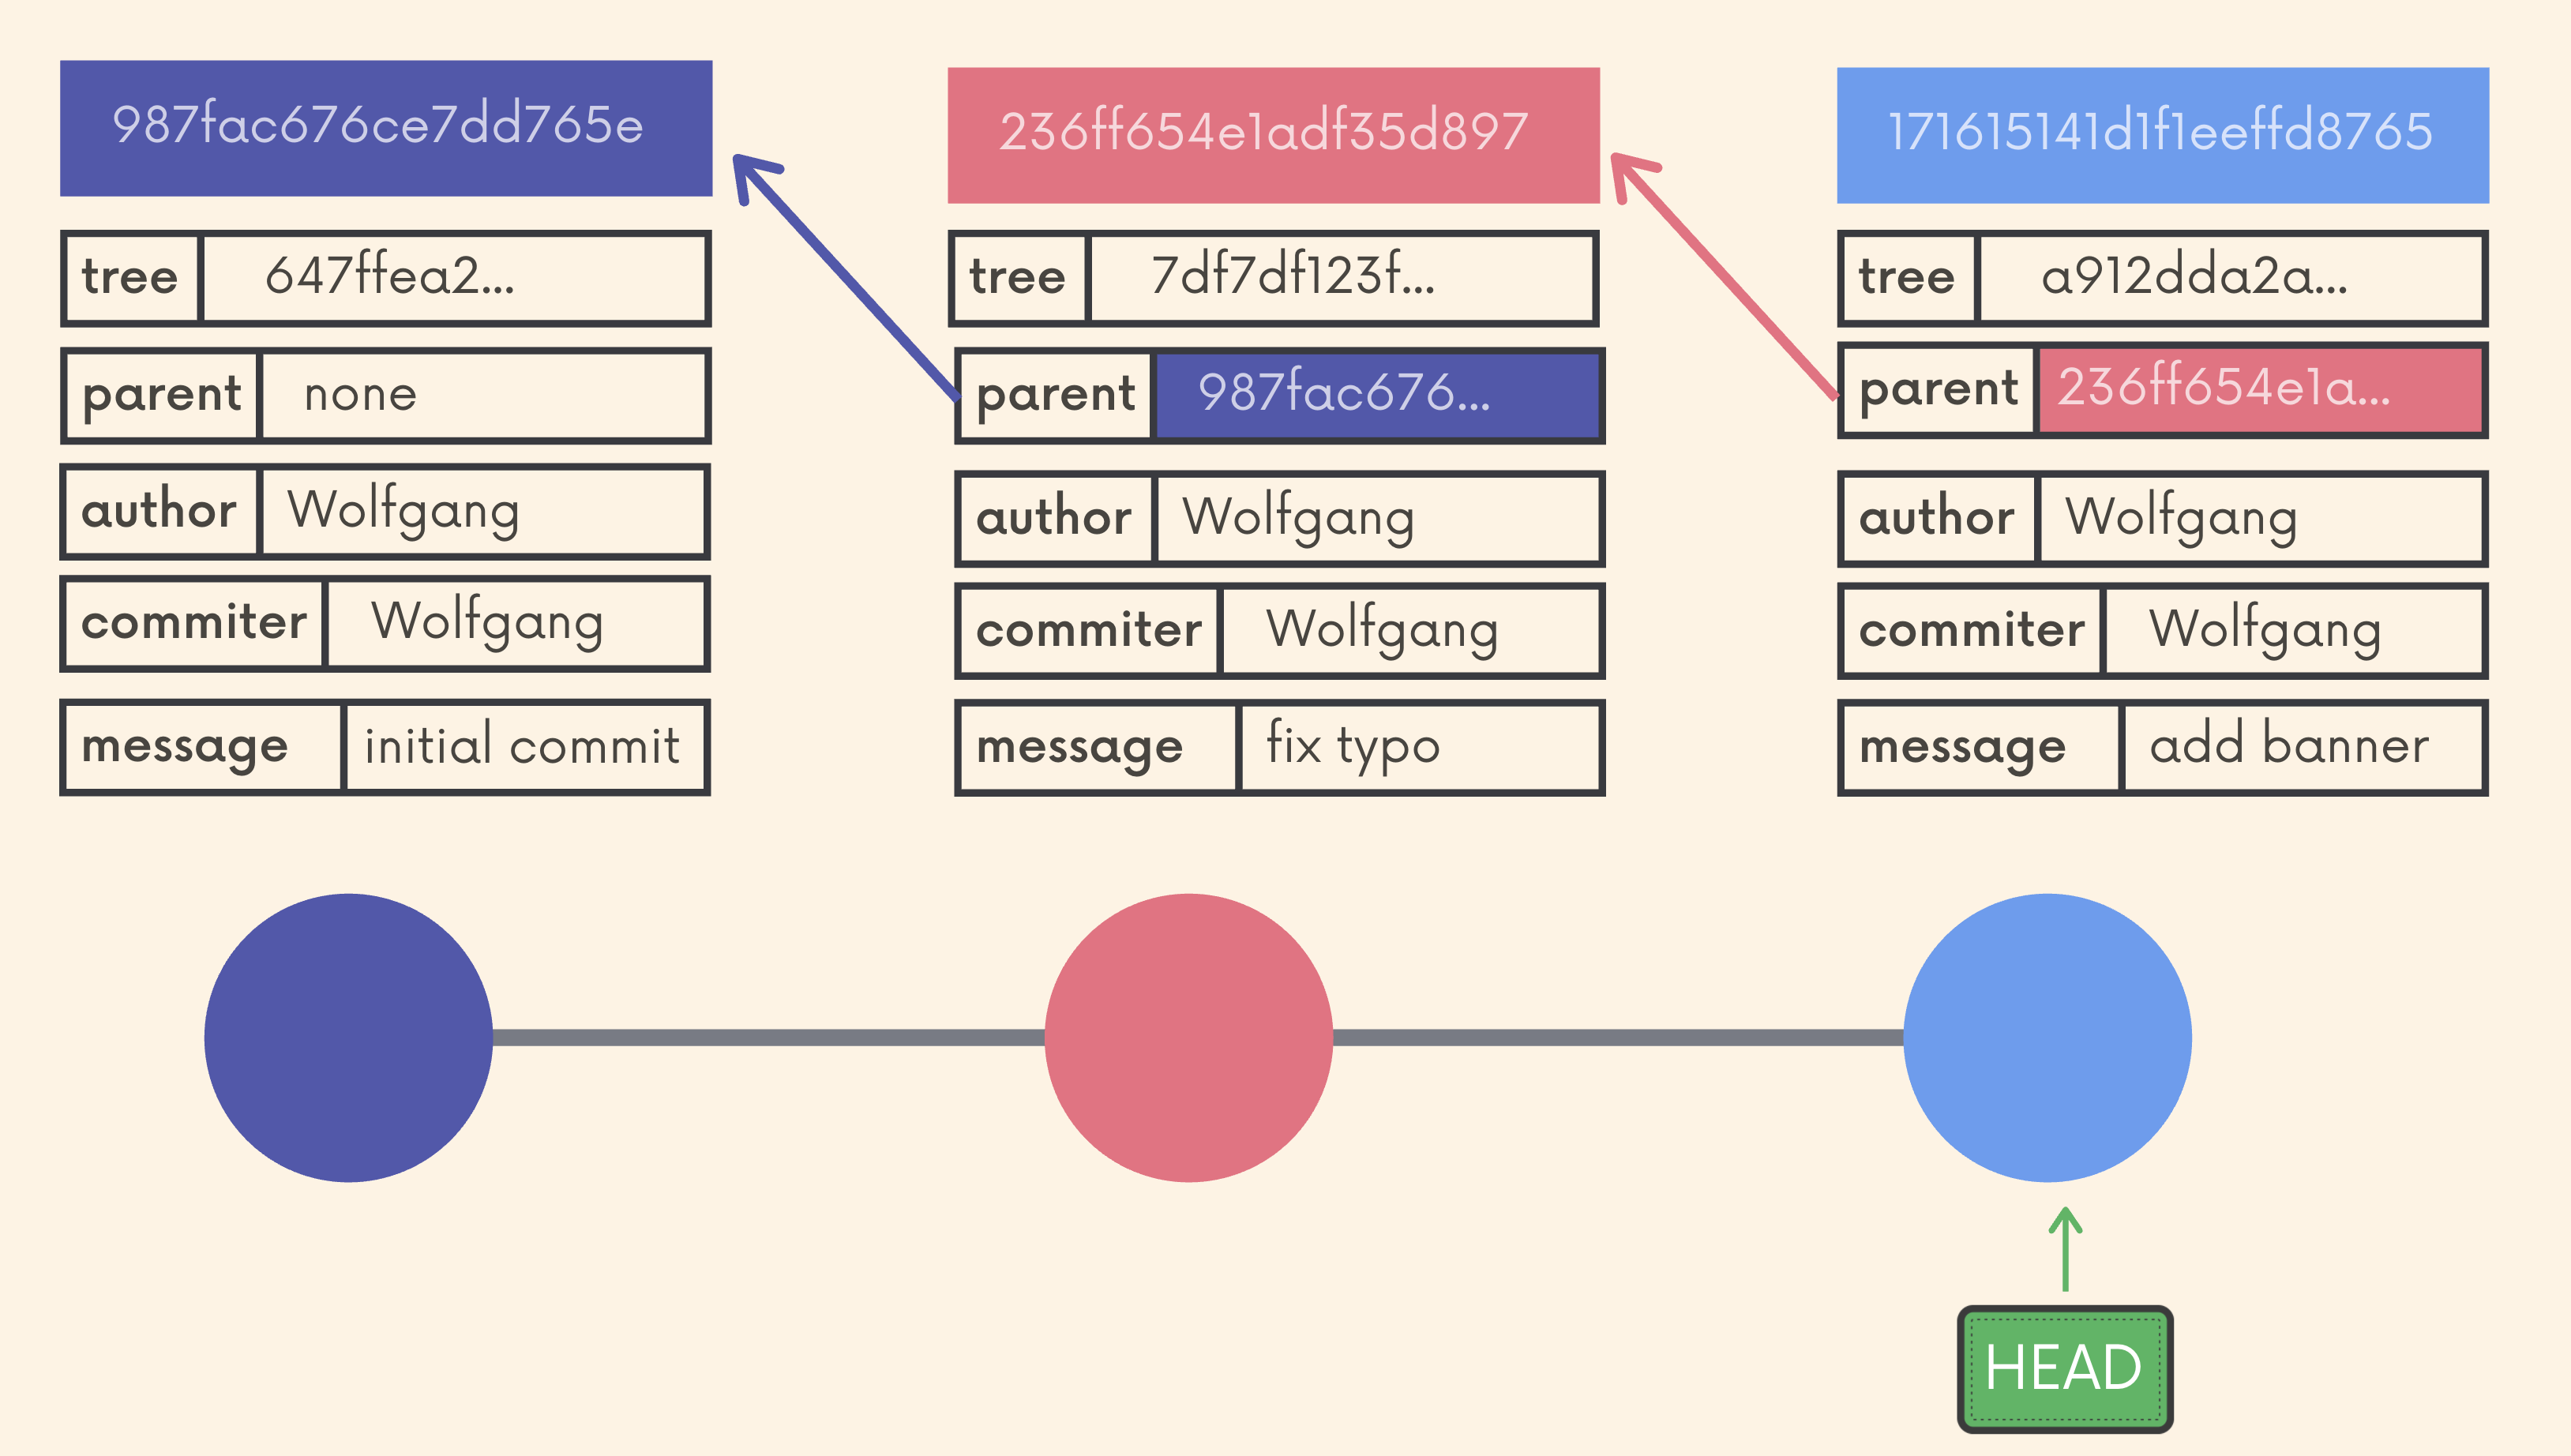 987fac676ce7dd765e
tree 647ffea2...
parent none
author Wolfgang
commiter Wolfgang
message initial commit
236ff654e1adf35d897
tree 7df7df123f...
parent 987fac676...
author Wolfgang
commiter Wolfgang
message fix typo
171615141d1f1eeffd8765
tree a912dda2a...
parent 236ff654e1a...
author Wolfgang
commiter Wolfgang
message add banner
HEAD